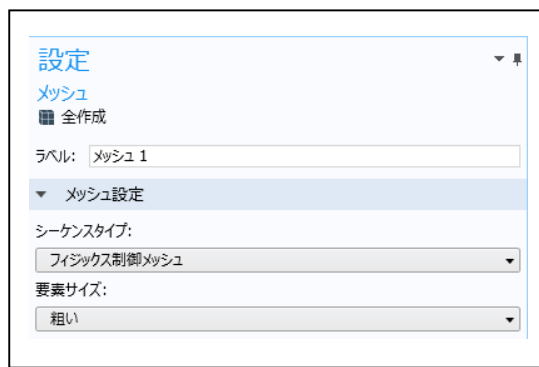 設定
メッシュ
全作成
ラベル: メッシュ 1
メッシュ設定
シーケンスタイプ:
フィジックス制御メッシュ
要素サイズ:
粗い